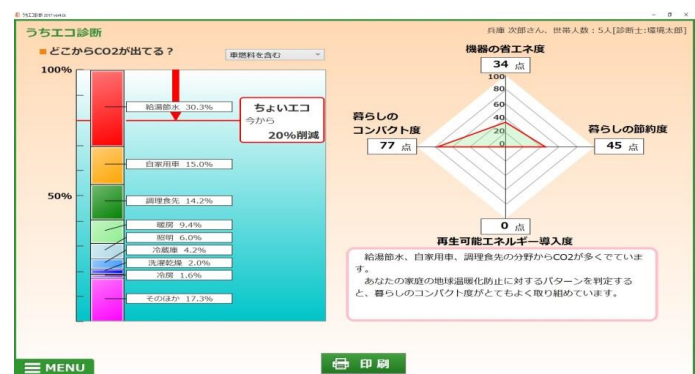 うちエコ診断
兵庫 次郎さん、世帯人数：5人[診断士:環境太郎]
■どこからCO2が出てる？
車燃料を含む
100%
50%
給湯節水 30.3%
自家用車 15.0%
調理食洗 14.2%
暖房 9.4%
照明 6.0%
冷蔵庫 4.2%
洗濯乾燥 2.0%
冷房 1.6%
そのほか 17.3%
ちょいエコ
今から
20%削減
機器の省エネ度
34 点
100
80
60
40
20
0
暮らしの
コンパクト度
77 点
暮らしの節約度
45 点
0 点
再生可能エネルギー導入度
給湯節水、自家用車、調理食洗の分野からCO2が多くでていま
す。
あなたの家庭の地球温暖化防止に対するパターンを判定する
と、暮らしのコンパクト度がとてもよく取り組めています。
MENU
印刷